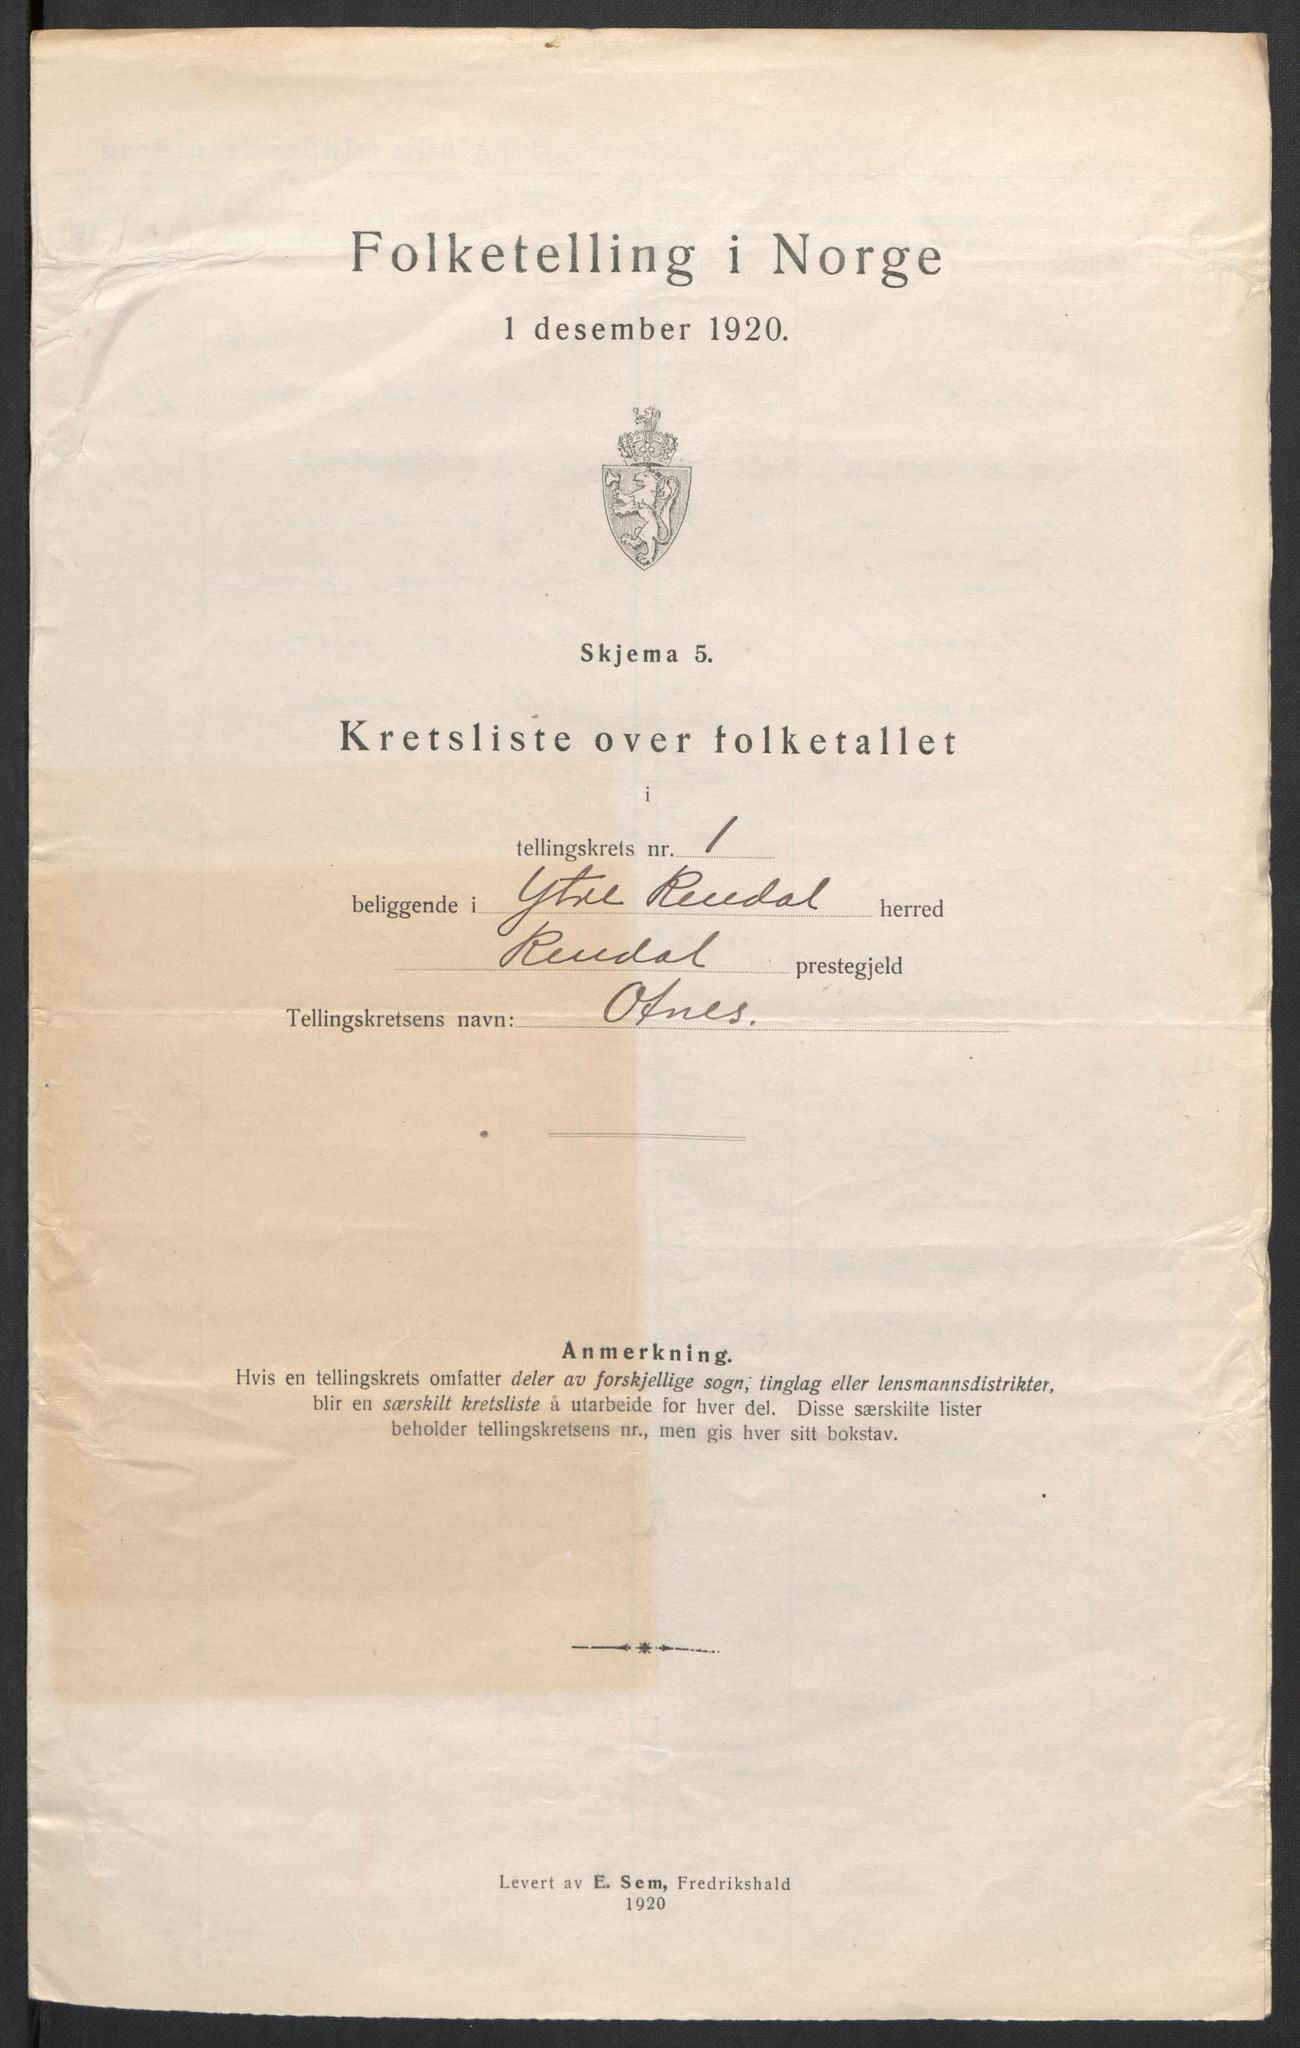 Folketelling i Norge
1 desember 1920.
Skjema 5.
Kretsliste over folketallet
i
tellingskrets nr. 1
beliggende i Ytre Rendal herred
Rendal prestegjeld
Tellingskretsens navn: Otnes.
Anmerkning.
Hvis en tellingskrets omfatter deler av forskjellige sogn, tinglag eller lensmannsdistrikter,
blir en særskilt kretsliste å utarbeide for hver del. Disse særskilte lister
beholder tellingskretsens nr., men gis hver sitt bokstav.
Levert av E. Sem, Fredrikshald
1920